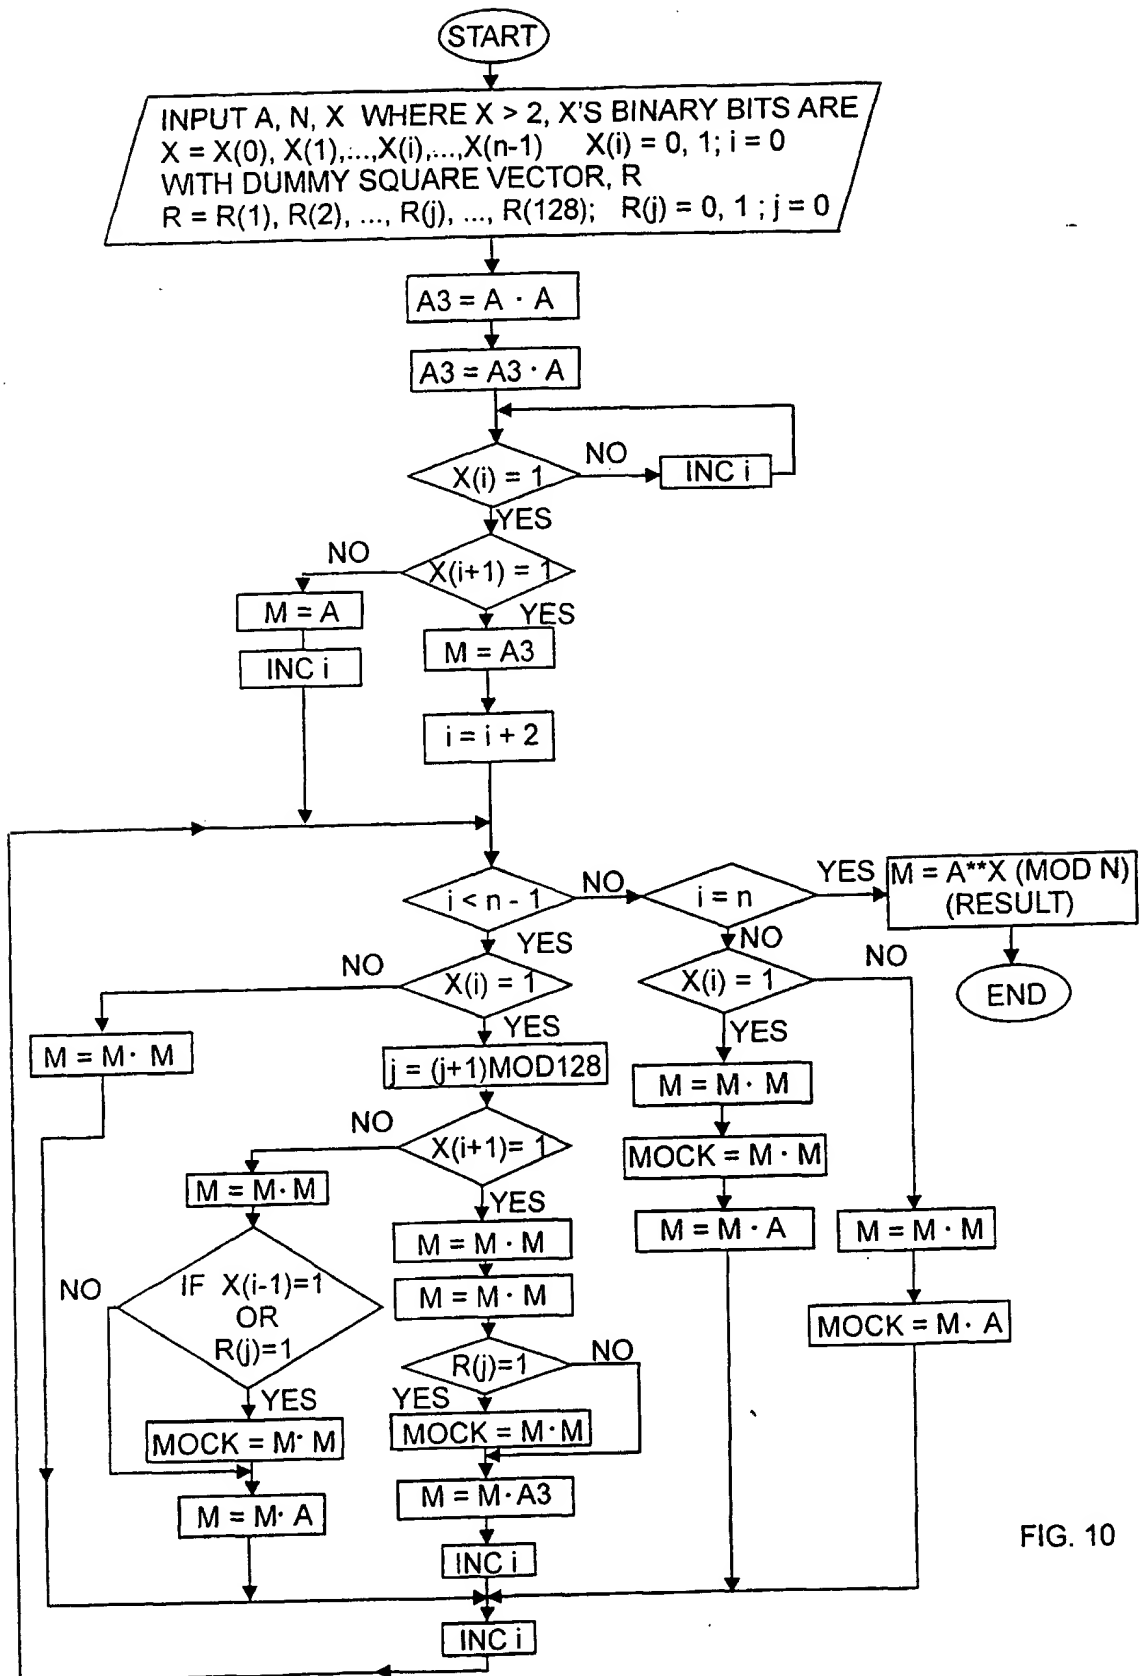 START
INPUT A, N, X WHERE X > 2, X'S BINARY BITS ARE
X = X(0), X(1),...,X(i),...,X(n-1) X(i) = 0, 1; i = 0
WITH DUMMY SQUARE VECTOR, R
R = R(1), R(2), ..., R(j), ..., R(128); R(j) = 0, 1 ; j = 0
A3 = A · A
A3 = A3 · A
X(i) = 1
NO
INC i
YES
X(i+1) = 1
NO
YES
M = A
INC i
M = A3
i = i + 2
i < n - 1
NO
YES
i = n
YES
NO
M = A**X (MOD N)
(RESULT)
END
X(i) = 1
NO
YES
X(i) = 1
NO
YES
M = M · M
j = (j+1)MOD128
X(i+1)= 1
NO
YES
M = M · M
IF X(i-1)=1
OR
R(j)=1
NO
YES
MOCK = M · M
M = M · A
M = M · M
M = M · M
R(j)=1
NO
YES
MOCK = M · M
M = M · A3
INC i
M = M · M
MOCK = M · M
M = M · A
M = M · M
MOCK = M · A
INC i
FIG. 10